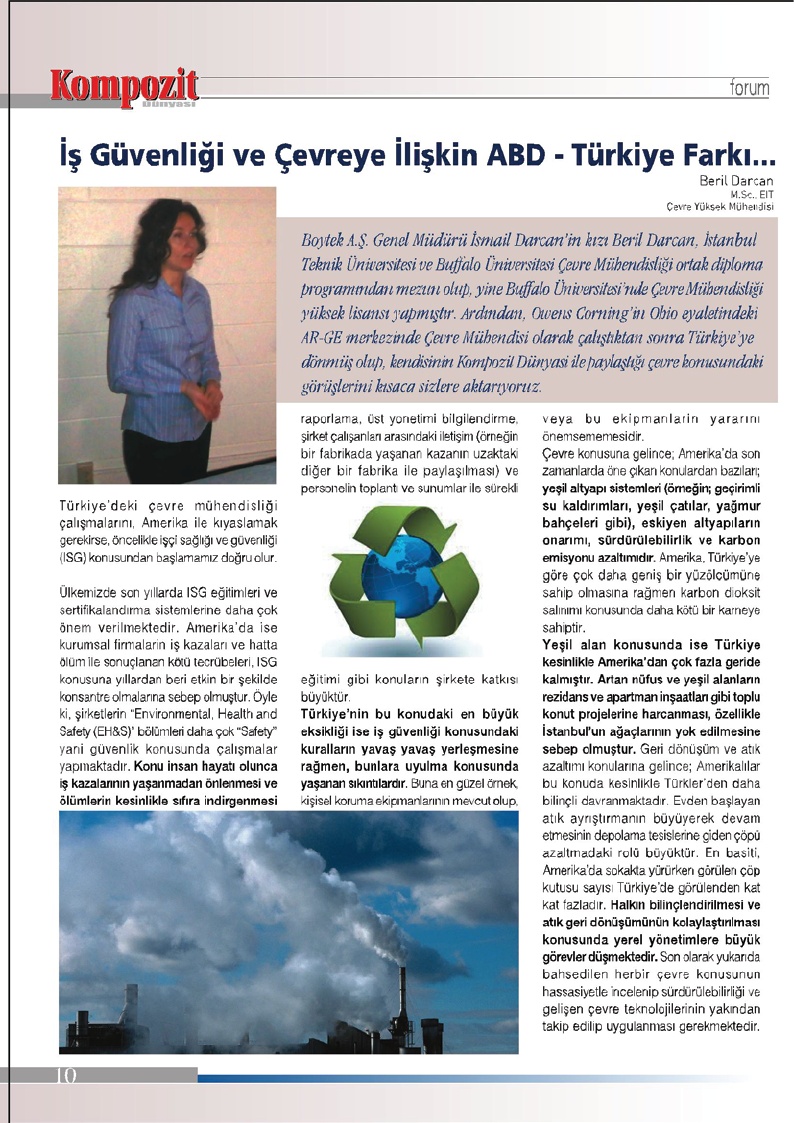 Kompozit
Dünyası
forum
İş Güvenliği ve Çevreye İlişkin ABD - Türkiye Farkı...
Beril Darcan
M.Sc., EIT
Çevre Yüksek Mühendisi
Boytek A.Ş. Genel Müdürü İsmail Darcan'in kızı Beril Darcan, İstanbul
Teknik Üniversitesi ve Buffalo Üniversitesi Çevre Mühendisliği ortak diploma
programından mezun olup, yine Buffalo Üniversitesi'nde Çevre Mühendisliği
yüksek lisansı yapmıştır. Ardından, Owens Corning'in Ohio eyaletindeki
AR-GE merkezinde Çevre Mühendisi olarak çalıştıktan sonra Türkiye'ye
dönmüş olup, kendisinin Kompozit Dünyası ile paylaştığı çevre konusundaki
görüşlerini kısaca sizlere aktarıyoruz.
Türkiye'deki çevre mühendisliği
çalışmalarını, Amerika ile kıyaslamak
gerekirse, öncelikle işçi sağlığı ve güvenliği
(ISG) konusundan başlamamız doğru olur.
Ülkemizde son yıllarda ISG eğitimleri ve
sertifikalandırma sistemlerine daha çok
önem verilmektedir. Amerika'da ise
kurumsal firmaların iş kazaları ve hatta
ölüm ile sonuçlanan kötü tecrübeleri, ISG
konusuna yıllardan beri etkin bir şekilde
konsantre olmalarına sebep olmuştur. Öyle
ki, şirketlerin "Environmental, Health and
Safety (EH&S)' bölümleri daha çok "Safety"
yani güvenlik konusunda çalışmalar
yapmaktadır. Konu insan hayatı olunca
iş kazalarının yaşanmadan önlenmesi ve
ölümlerin kesinlikle sıfıra indirgenmesi
raporlama, üst yonetimi bilgilendirme,
şirket çalışanları arasındaki iletişim (örneğin
bir fabrikada yaşanan kazanın uzaktaki
diğer bir fabrika ile paylaşılması) ve
personelin toplantı ve sunumlar ile sürekli
eğitimi gibi konuların şirkete katkısı
büyüktür.
Türkiye'nin bu konudaki en büyük
eksikliği ise iş güvenliği konusundaki
kuralların yavaş yavaş yerleşmesine
rağmen, bunlara uyulma konusunda
yaşanan sıkıntılardır. Buna en güzel örnek,
kişisel koruma ekipmanlarının mevcut olup,
veya bu ekipmanlarin yararını
önemsememesidir.
Çevre konusuna gelince; Amerika'da son
zamanlarda öne çıkan konulardan bazıları;
yeşil altyapı sistemleri (örneğin; geçirimli
su kaldırımları, yeşil çatılar, yağmur
bahçeleri gibi), eskiyen altyapıların
onarımı, sürdürülebilirlik ve karbon
emisyonu azaltımıdır. Amerika, Türkiye'ye
göre çok daha geniş bir yüzölçümüne
sahip olmasına rağmen karbon dioksit
salınımı konusunda daha kötü bir karneye
sahiptir.
Yeşil alan konusunda ise Türkiye
kesinlikle Amerika'dan çok fazla geride
kalmıştır. Artan nüfus ve yeşil alanların
rezidans ve apartman inşaatları gibi toplu
konut projelerine harcanması, özellikle
İstanbul'un ağaçlarının yok edilmesine
sebep olmuştur. Geri dönüşüm ve atık
azaltımı konularına gelince; Amerikalılar
bu konuda kesinlikle Türkler'den daha
bilinçli davranmaktadır. Evden başlayan
atık ayrıştırmanın büyüyerek devam
etmesinin depolama tesislerine giden çöpü
azaltmadaki rolü büyüktür. En basiti,
Amerika'da sokakta yürürken görülen çöp
kutusu sayısı Türkiye'de görülenden kat
kat fazladır. Halkın bilinçlendirilmesi ve
atık geri dönüşümünün kolaylaştırılması
konusunda yerel yönetimlere büyük
görevler düşmektedir. Son olarak yukarıda
bahsedilen herbir çevre konusunun
hassasiyetle incelenip sürdürülebilirliği ve
gelişen çevre teknolojilerinin yakından
takip edilip uygulanması gerekmektedir.
10